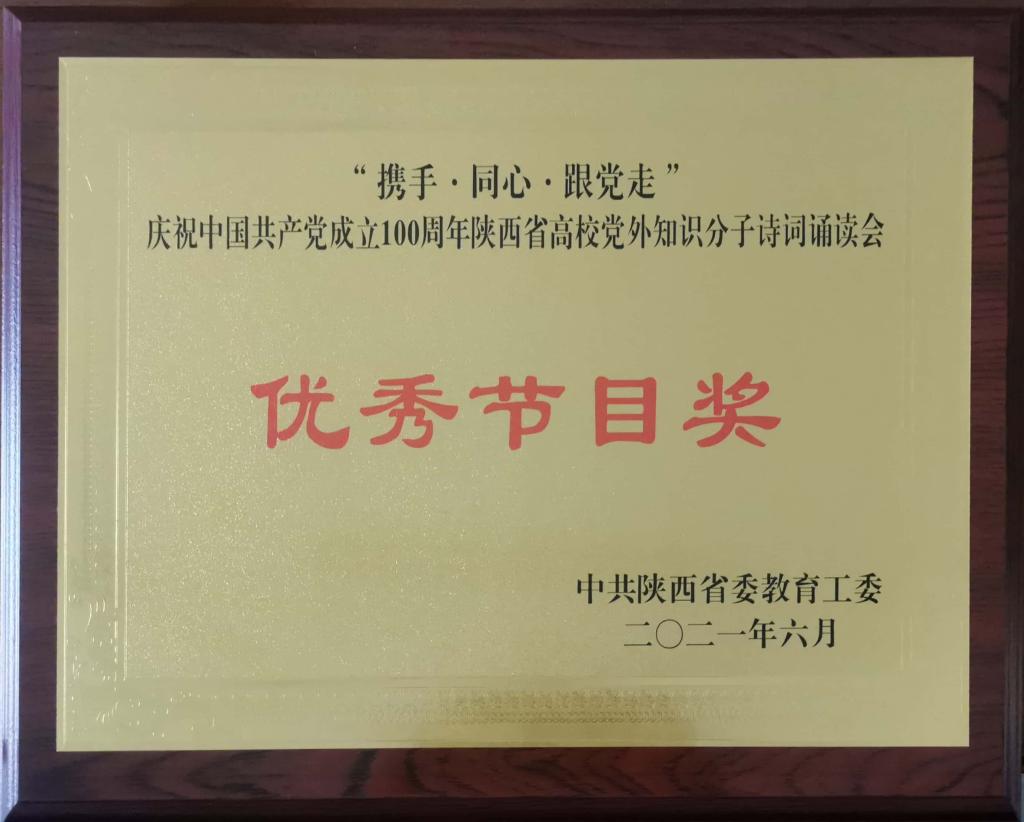 “携手·同心·跟党走”
庆祝中国共产党成立100周年陕西省高校党外知识分子诗词诵读会
优秀节目奖
中共陕西省委教育工委
二〇二一年六月